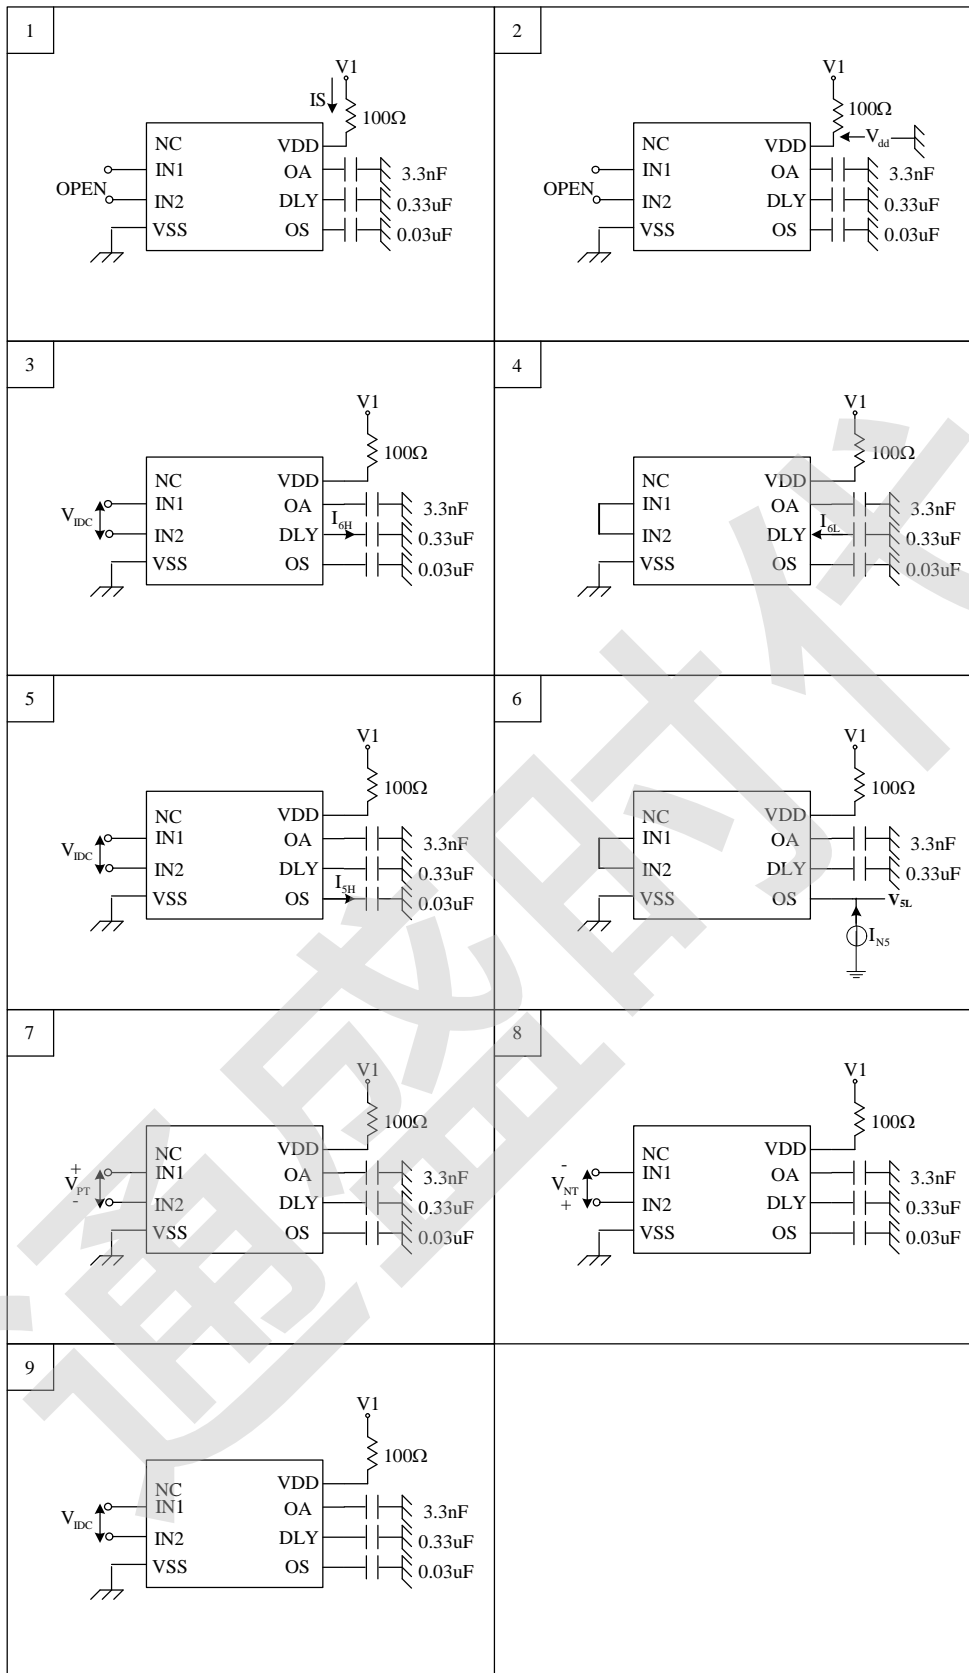 1
V1
IS
100Ω
NC
VDD
IN1
OA
3.3nF
OPEN
IN2
DLY
0.33uF
VSS
OS
0.03uF
2
V1
100Ω
NC
VDD
Vdd
IN1
OA
3.3nF
OPEN
IN2
DLY
0.33uF
VSS
OS
0.03uF
3
V1
100Ω
NC
VDD
IN1
OA
3.3nF
VIDC
I6H
IN2
DLY
0.33uF
VSS
OS
0.03uF
4
V1
100Ω
NC
VDD
IN1
OA
3.3nF
I6L
IN2
DLY
0.33uF
VSS
OS
0.03uF
5
V1
100Ω
NC
VDD
IN1
OA
3.3nF
VIDC
IN2
DLY
0.33uF
I5H
VSS
OS
0.03uF
6
V1
100Ω
NC
VDD
IN1
OA
3.3nF
IN2
DLY
0.33uF
VSS
OS
V5L
IN5
7
V1
100Ω
NC
VDD
+
IN1
OA
3.3nF
VPT
-
IN2
DLY
0.33uF
VSS
OS
0.03uF
8
V1
100Ω
NC
VDD
-
IN1
OA
3.3nF
VNT
+
IN2
DLY
0.33uF
VSS
OS
0.03uF
9
V1
100Ω
NC
VDD
IN1
OA
3.3nF
VIDC
IN2
DLY
0.33uF
VSS
OS
0.03uF
通盛时代